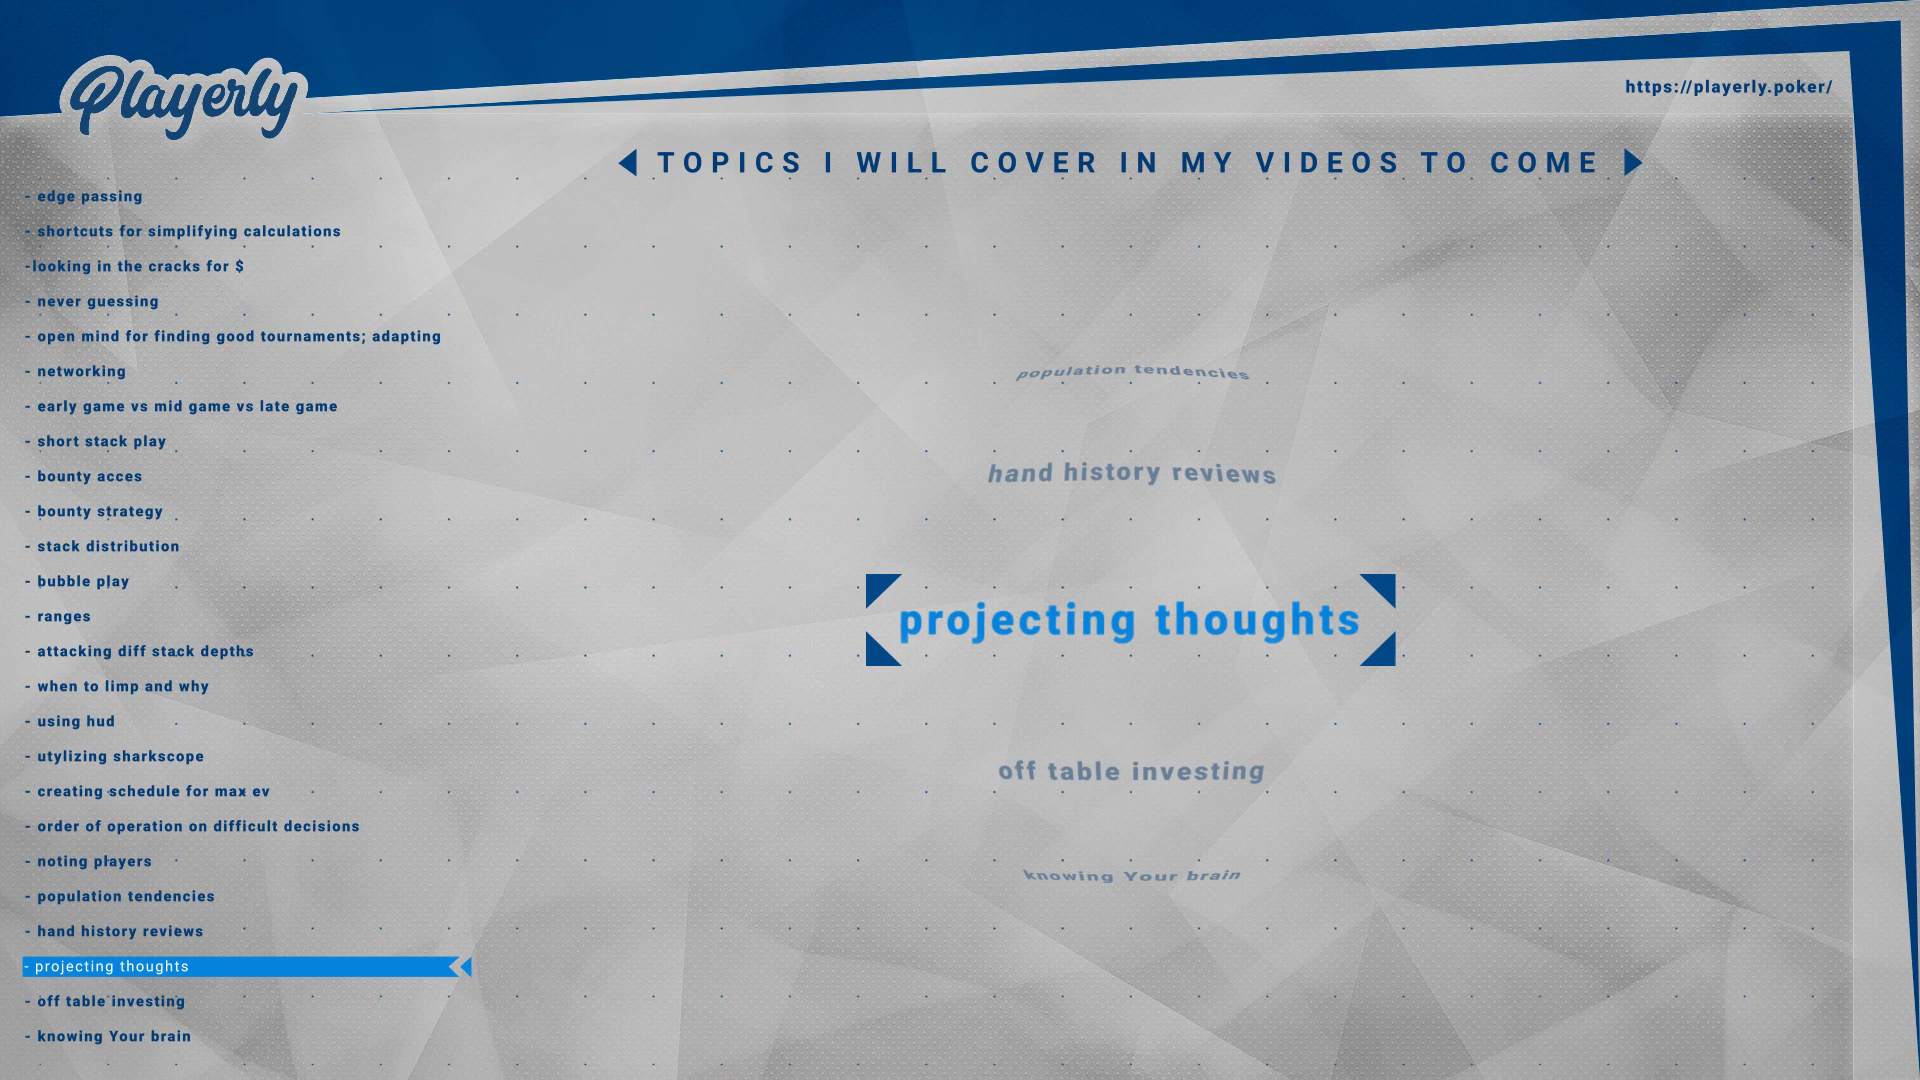 Playerly
https://playerly.poker/
TOPICS I WILL COVER IN MY VIDEOS TO COME
- edge passing
- shortcuts for simplifying calculations
-looking in the cracks for $
- never guessing
- open mind for finding good tournaments; adapting
- networking
- early game vs mid game vs late game
- short stack play
- bounty acces
- bounty strategy
- stack distribution
- bubble play
- ranges
- attacking diff stack depths
- when to limp and why
- using hud
- utylizing sharkscope
- creating schedule for max ev
- order of operation on difficult decisions
- noting players
- population tendencies
- hand history reviews
- projecting thoughts
- off table investing
- knowing Your brain
population tendencies
hand history reviews
projecting thoughts
off table investing
knowing Your brain